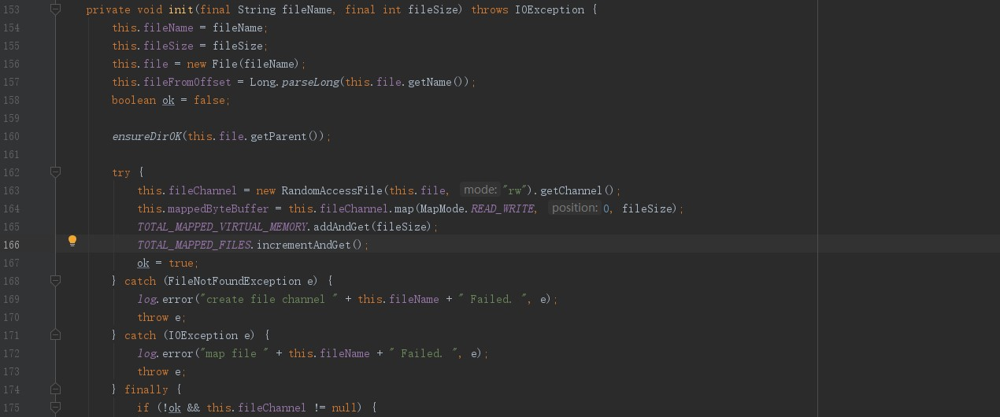 153 private void init(final String fileName, final int fileSize) throws IOException {
154 this.fileName = fileName;
155 this.fileSize = fileSize;
156 this.file = new File(fileName);
157 this.fileFromOffset = Long.parseLong(this.file.getName());
158 boolean ok = false;
159
160 ensureDirOK(this.file.getParent());
161
162 try {
163 this.fileChannel = new RandomAccessFile(this.file, mode: "rw").getChannel();
164 this.mappedByteBuffer = this.fileChannel.map(MapMode.READ_WRITE, position: 0, fileSize);
165 TOTAL_MAPPED_VIRTUAL_MEMORY.addAndGet(fileSize);
166 TOTAL_MAPPED_FILES.incrementAndGet();
167 ok = true;
168 } catch (FileNotFoundException e) {
169 log.error("create file channel " + this.fileName + " Failed. ", e);
170 throw e;
171 } catch (IOException e) {
172 log.error("map file " + this.fileName + " Failed. ", e);
173 throw e;
174 } finally {
175 if (!ok && this.fileChannel != null) {